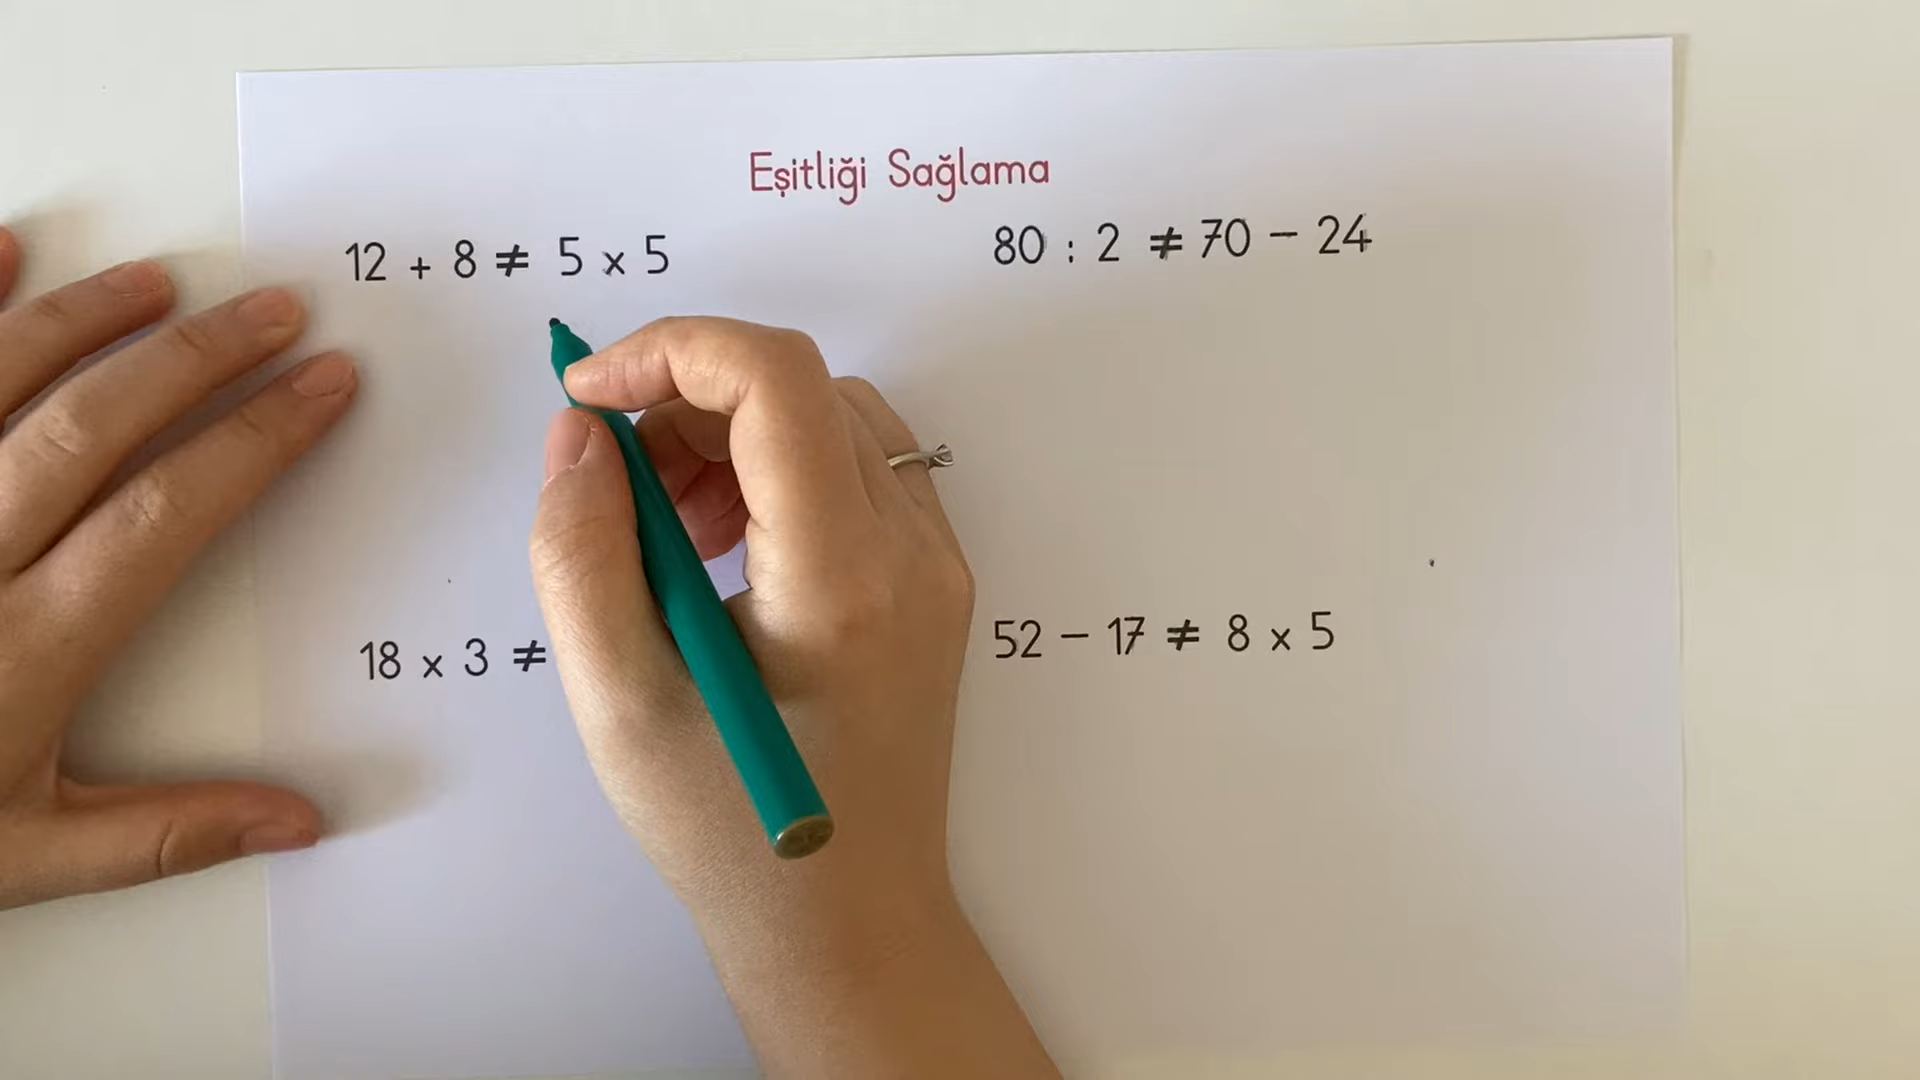 Eşitliği Sağlama
12 + 8 ≠ 5 x 5
80 : 2 ≠ 70 − 24
18 x 3 ≠
52 − 17 ≠ 8 x 5